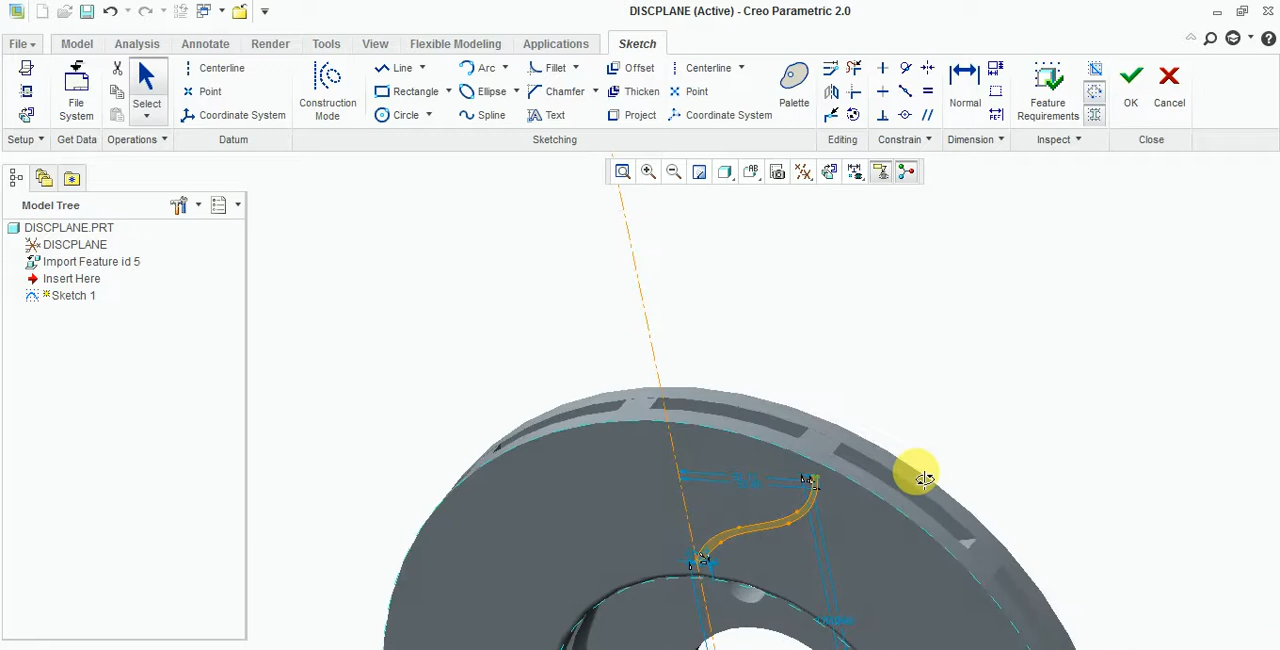 DISCPLANE (Active) - Creo Parametric 2.0
File Model Analysis Annotate Render Tools View Flexible Modeling Applications Sketch
File System
Select
Centerline
Point
Coordinate System
Construction Mode
Line Arc Fillet Offset Centerline
Rectangle Ellipse Chamfer Thicken Point
Circle Spline Text Project Coordinate System
Palette
Normal
Feature Requirements
OK
Cancel
Setup Get Data Operations Datum Sketching Editing Constrain Dimension Inspect Close
Model Tree
DISCPLANE.PRT
DISCPLANE
Import Feature id 5
Insert Here
Sketch 1